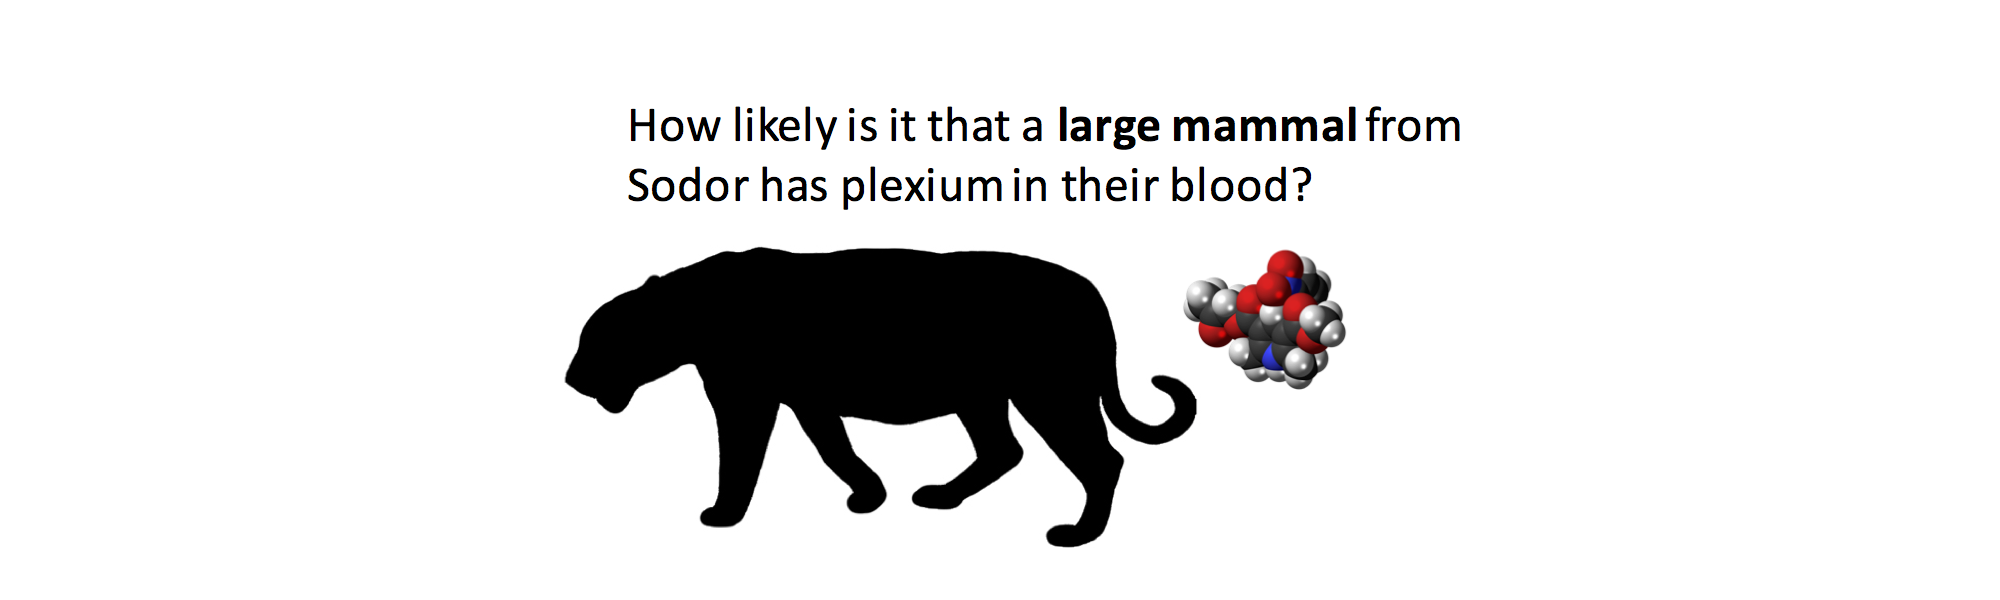 How likely is it that a large mammal from
Sodor has plexium in their blood?